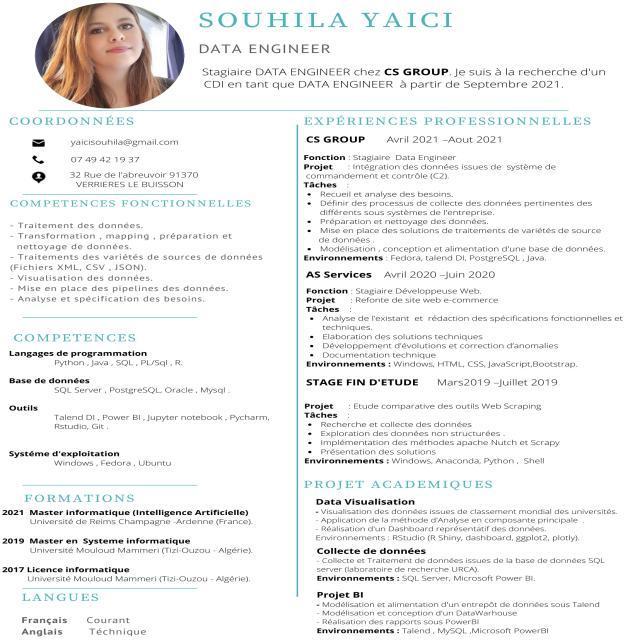 SOUHILA YAICI
DATA ENGINEER
Stagiaire DATA ENGINEER chez CS GROUP. Je suis à la recherche d'un
CDI en tant que DATA ENGINEER à partir de Septembre 2021.
COORDONNÉES
yaicisouhila@gmail.com
07 49 42 19 37
32 Rue de l'abreuvoir 91370
VERRIERES LE BUISSON
COMPETENCES FONCTIONNELLES
- Traitement des données.
- Transformation , mapping , préparation et
nettoyage de données.
- Traitements des variétés de sources de données
(Fichiers XML, CSV , JSON).
- Visualisation des données.
- Mise en place des pipelines des données.
- Analyse et spécification des besoins.
COMPETENCES
Langages de programmation
Python , Java , SQL , PL/Sql , R.
Base de données
SQL Server , PostgreSQL, Oracle , Mysql .
Outils
Talend DI , Power BI , Jupyter notebook , Pycharm,
Rstudio, Git .
Systéme d'exploitation
Windows , Fedora , Ubuntu
FORMATIONS
2021 Master informatique (Intelligence Artificielle)
Université de Reims Champagne -Ardenne (France).
2019 Master en Systeme informatique
Université Mouloud Mammeri (Tizi-Ouzou - Algérie).
2017 Licence informatique
Université Mouloud Mammeri (Tizi-Ouzou - Algérie).
LANGUES
Français Courant
Anglais Téchnique
EXPÉRIENCES PROFESSIONNELLES
CS GROUP Avril 2021 –Aout 2021
Fonction : Stagiaire Data Engineer
Projet : Intégration des données issues de système de
commandement et contrôle (C2).
Tâches :
• Recueil et analyse des besoins.
• Définir des processus de collecte des données pertinentes des
différents sous systèmes de l'entreprise.
• Préparation et nettoyage des données.
• Mise en place des solutions de traitements de variétés de source
de données .
• Modélisation , conception et alimentation d'une base de données.
Environnements : Fedora, talend DI, PostgreSQL , Java.
AS Services Avril 2020 –Juin 2020
Fonction : Stagiaire Développeuse Web.
Projet : Refonte de site web e-commerce
Tâches :
• Analyse de l'existant et rédaction des spécifications fonctionnelles et
techniques.
• Elaboration des solutions techniques
• Développement d'évolutions et correction d'anomalies
• Documentation technique
Environnements : Windows, HTML, CSS, JavaScript,Bootstrap.
STAGE FIN D'ETUDE Mars2019 –Juillet 2019
Projet : Etude comparative des outils Web Scraping
Tâches :
• Recherche et collecte des données
• Exploration des données non structurées .
• Implémentation des méthodes apache Nutch et Scrapy
• Présentation des solutions
Environnements : Windows, Anaconda, Python , Shell
PROJET ACADEMIQUES
Data Visualisation
- Visualisation des données issues de classement mondial des universités.
- Application de la méthode d'Analyse en composante principale .
- Réalisation d'un Dashboard représentatif des données.
Environnements : RStudio (R Shiny, dashboard, ggplot2, plotly).
Collecte de données
- Collecte et Traitement de données issues de la base de données SQL
server (laboratoire de recherche URCA).
Environnements : SQL Server, Microsoft PowerBI.
Projet BI
- Modélisation et alimentation d'un entrepôt de données sous Talend
- Modélisation et conception d'un DataWarhouse
- Réalisation des rapports sous PowerBI
Environnements : Talend , MySQL ,Microsoft PowerBI